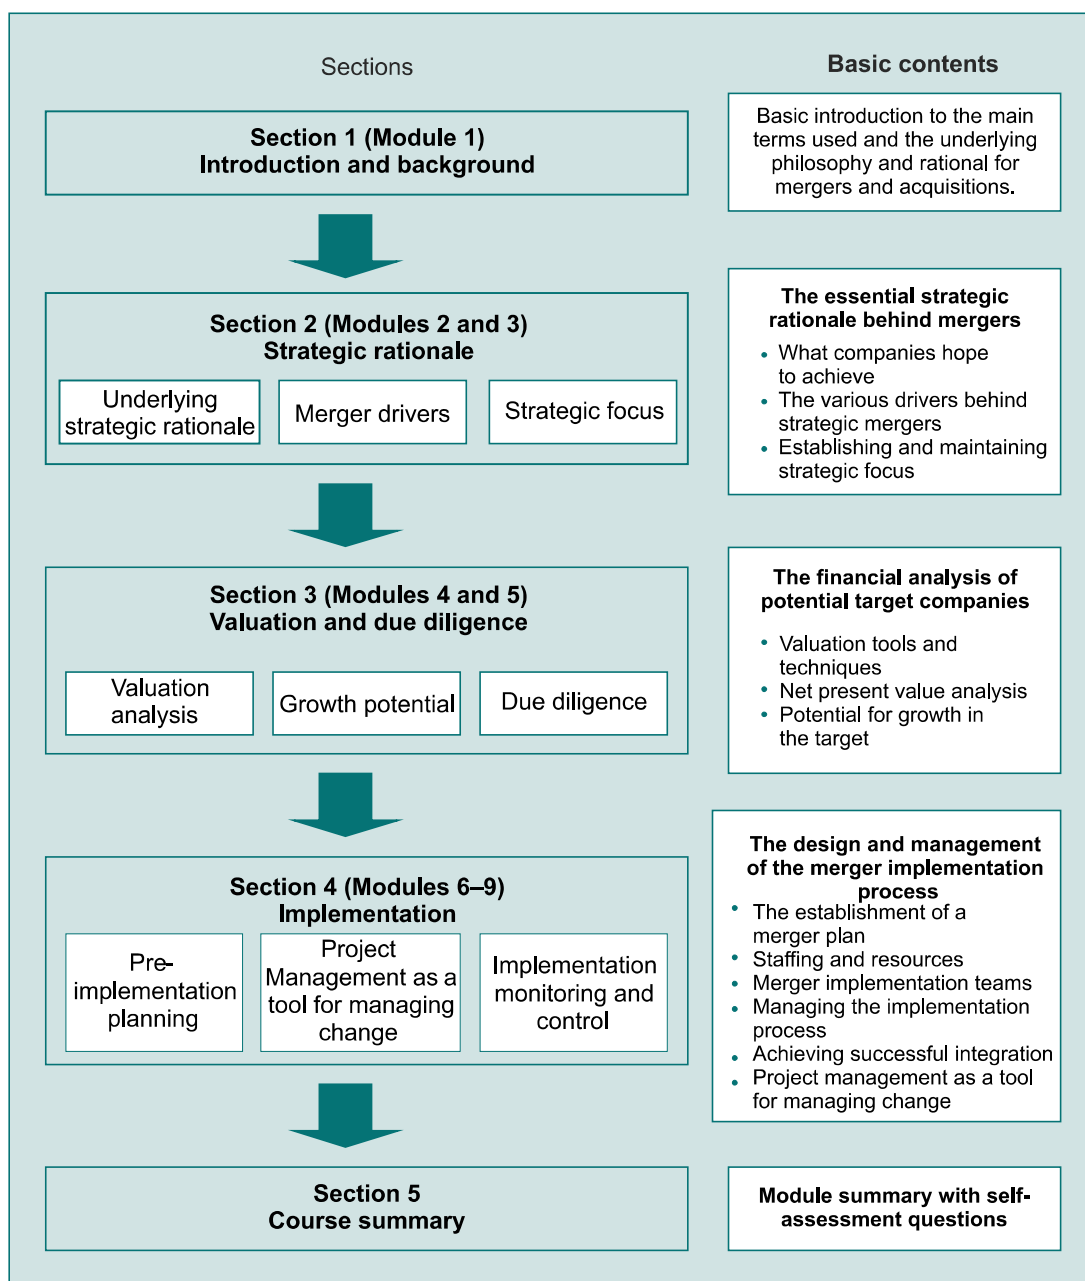 Sections
Basic contents
Section 1 (Module 1)
Introduction and background
Basic introduction to the main
terms used and the underlying
philosophy and rational for
mergers and acquisitions.
Section 2 (Modules 2 and 3)
Strategic rationale
Underlying
strategic rationale
Merger drivers
Strategic focus
The essential strategic
rationale behind mergers
• What companies hope
to achieve
• The various drivers behind
strategic mergers
• Establishing and maintaining
strategic focus
Section 3 (Modules 4 and 5)
Valuation and due diligence
Valuation
analysis
Growth potential
Due diligence
The financial analysis of
potential target companies
• Valuation tools and
techniques
• Net present value analysis
• Potential for growth in
the target
Section 4 (Modules 6–9)
Implementation
Pre-
implementation
planning
Project
Management as a
tool for managing
change
Implementation
monitoring and
control
The design and management
of the merger implementation
process
• The establishment of a
merger plan
• Staffing and resources
• Merger implementation teams
• Managing the implementation
process
• Achieving successful integration
• Project management as a tool
for managing change
Section 5
Course summary
Module summary with self-
assessment questions